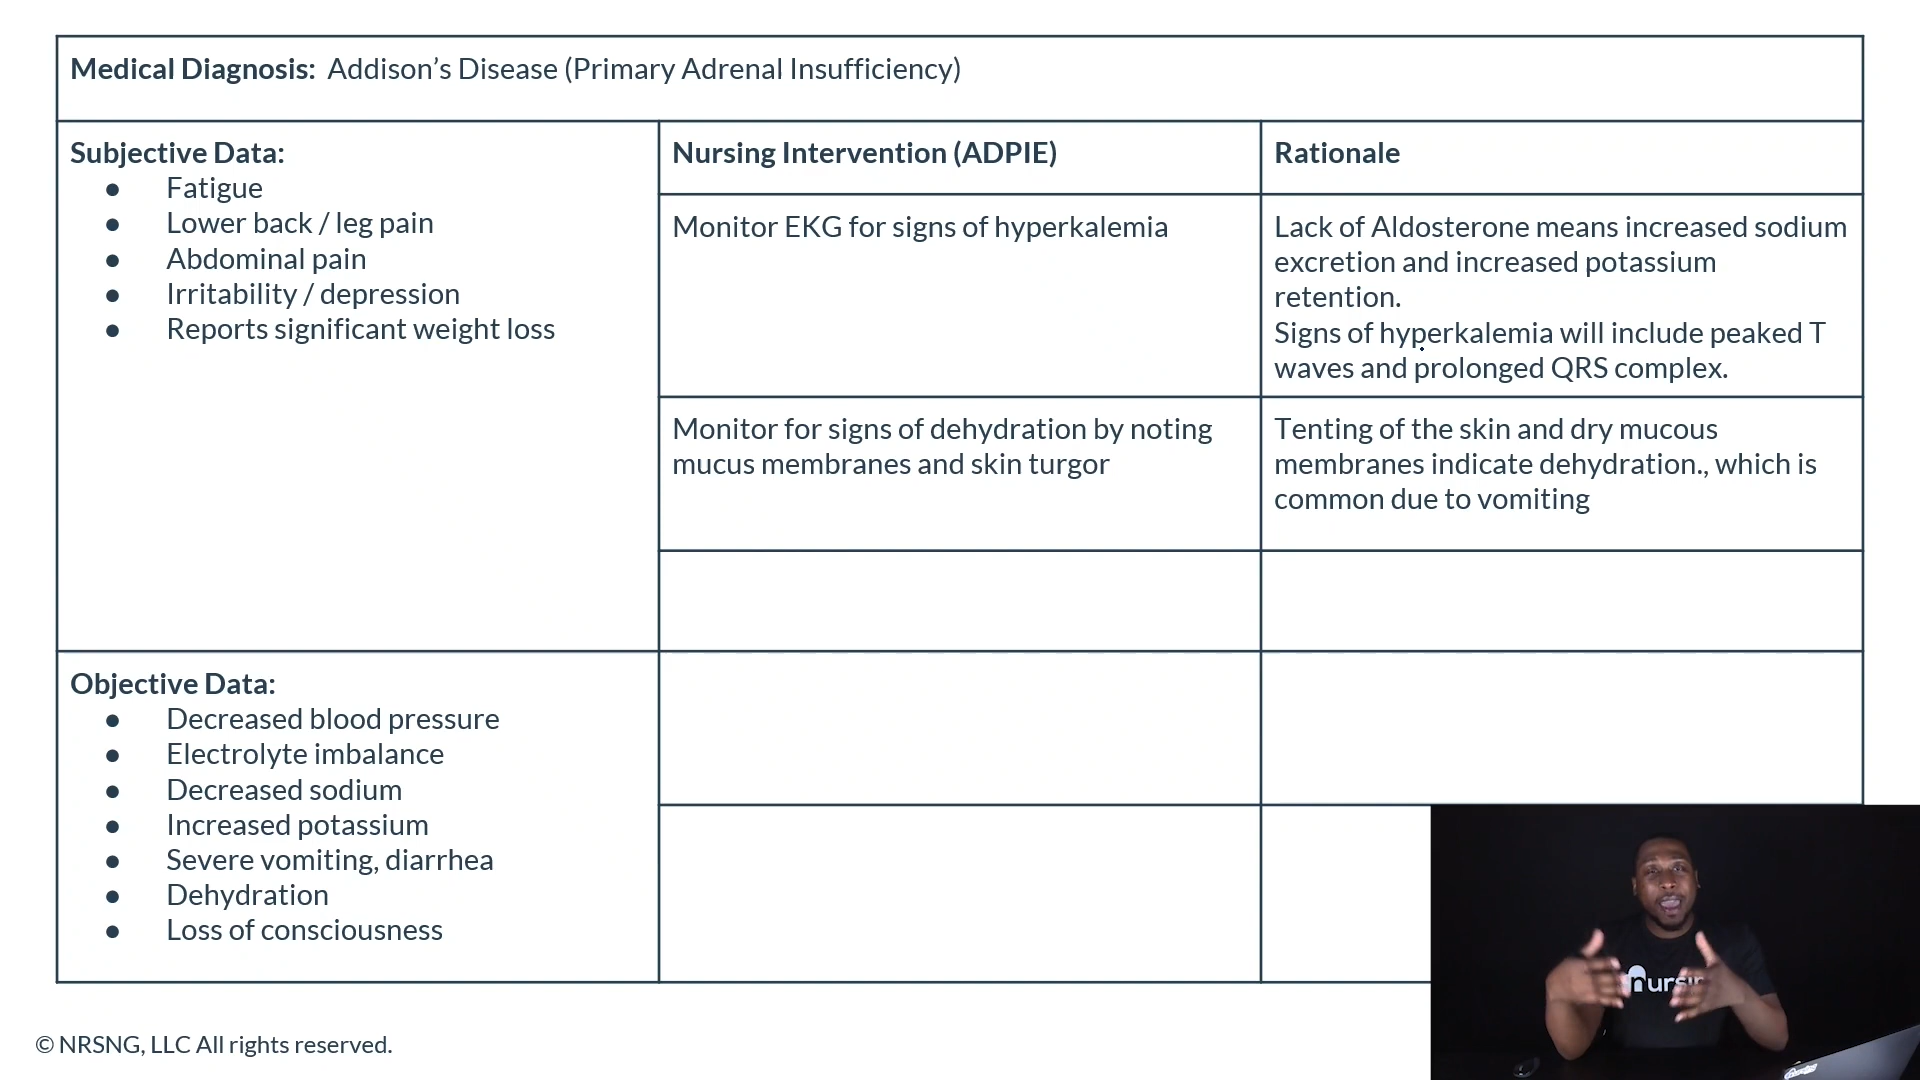 Medical Diagnosis: Addison’s Disease (Primary Adrenal Insufficiency)
Subjective Data:
● Fatigue
● Lower back / leg pain
● Abdominal pain
● Irritability / depression
● Reports significant weight loss
Nursing Intervention (ADPIE)
Rationale
Monitor EKG for signs of hyperkalemia
Lack of Aldosterone means increased sodium
excretion and increased potassium
retention.
Signs of hyperkalemia will include peaked T
waves and prolonged QRS complex.
Monitor for signs of dehydration by noting
mucus membranes and skin turgor
Tenting of the skin and dry mucous
membranes indicate dehydration., which is
common due to vomiting
Objective Data:
● Decreased blood pressure
● Electrolyte imbalance
● Decreased sodium
● Increased potassium
● Severe vomiting, diarrhea
● Dehydration
● Loss of consciousness
© NRSNG, LLC All rights reserved.